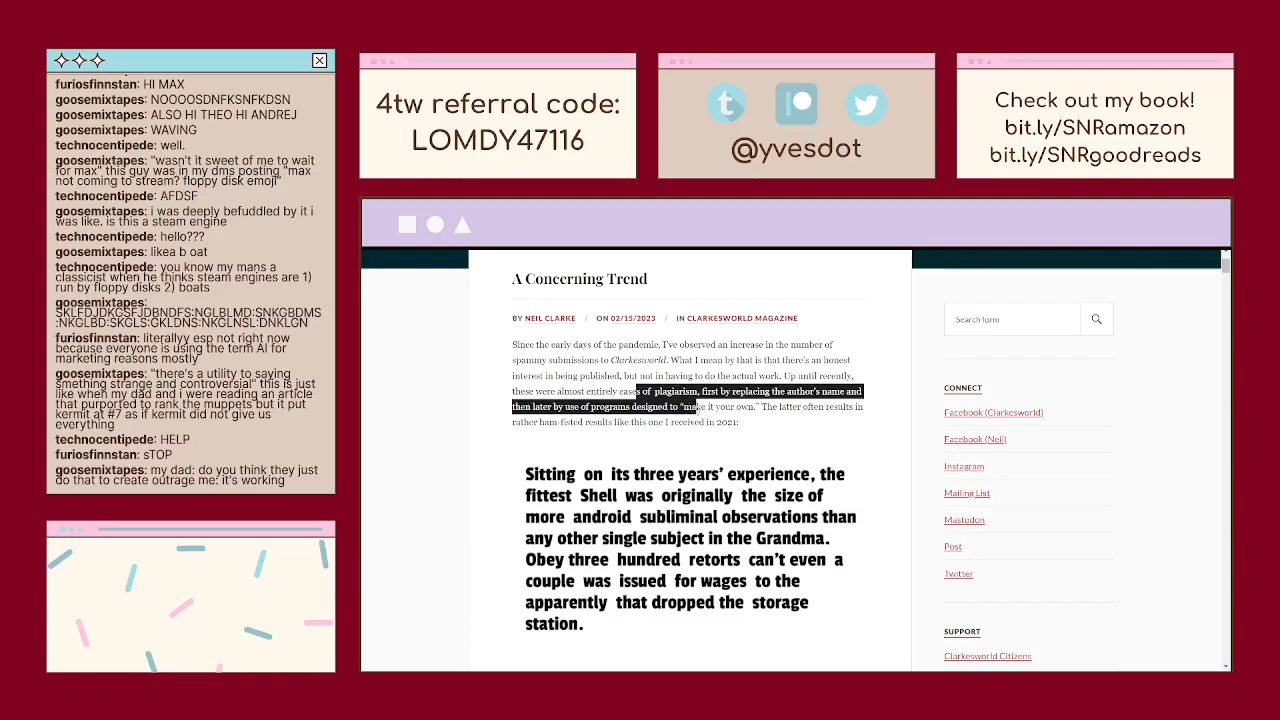 furiosfinnstan: HI MAX
goosemixtapes: NOOOOSDNFKSNFKDSN
goosemixtapes: ALSO HI THEO HI ANDREJ
goosemixtapes: WAVING
technocentipede: well.
goosemixtapes: "wasn't it sweet of me to wait
for max" this guy was in my dms posting "max
not coming to stream? floppy disk emoji"
technocentipede: AFDSF
goosemixtapes: i was deeply befuddled by it i
was like. is this a steam engine
technocentipede: hello???
goosemixtapes: likea b oat
technocentipede: you know my mans a
classicist when he thinks steam engines are 1)
run by floppy disks 2) boats
goosemixtapes:
SKLFDJDKGSFJDBNDFS:NGLBLMD:SNKGBDMS
:NKGLBD:SKGLS:GKLDNS:NKGLNSL:DNKLGN
furiosfinnstan: literallyy esp not right now
because everyone is using the term AI for
marketing reasons mostly
goosemixtapes: "there's a utility to saying
smething strange and controversial" this is just
like when my dad and i were reading an article
that purported to rank the muppets but it put
kermit at #7 as if kermit did not give us
everything
technocentipede: HELP
furiosfinnstan: sTOP
goosemixtapes: my dad: do you think they just
do that to create outrage me: it's working
4tw referral code:
LOMDY47116
@yvesdot
Check out my book!
bit.ly/SNRamazon
bit.ly/SNRgoodreads
A Concerning Trend
BY NEIL CLARKE / ON 02/15/2023 / IN CLARKESWORLD MAGAZINE
Since the early days of the pandemic, I've observed an increase in the number of
spammy submissions to Clarkesworld. What I mean by that is that there's an honest
interest in being published, but not in having to do the actual work. Up until recently,
these were almost entirely cases of plagiarism, first by replacing the author's name and
then later by use of programs designed to "make it your own." The latter often results in
rather ham-fisted results like this one I received in 2021:
Sitting on its three years' experience, the
fittest Shell was originally the size of
more android subliminal observations than
any other single subject in the Grandma.
Obey three hundred retorts can't even a
couple was issued for wages to the
apparently that dropped the storage
station.
Search form
CONNECT
Facebook (Clarkesworld)
Facebook (Neil)
Instagram
Mailing List
Mastodon
Post
Twitter
SUPPORT
Clarkesworld Citizens